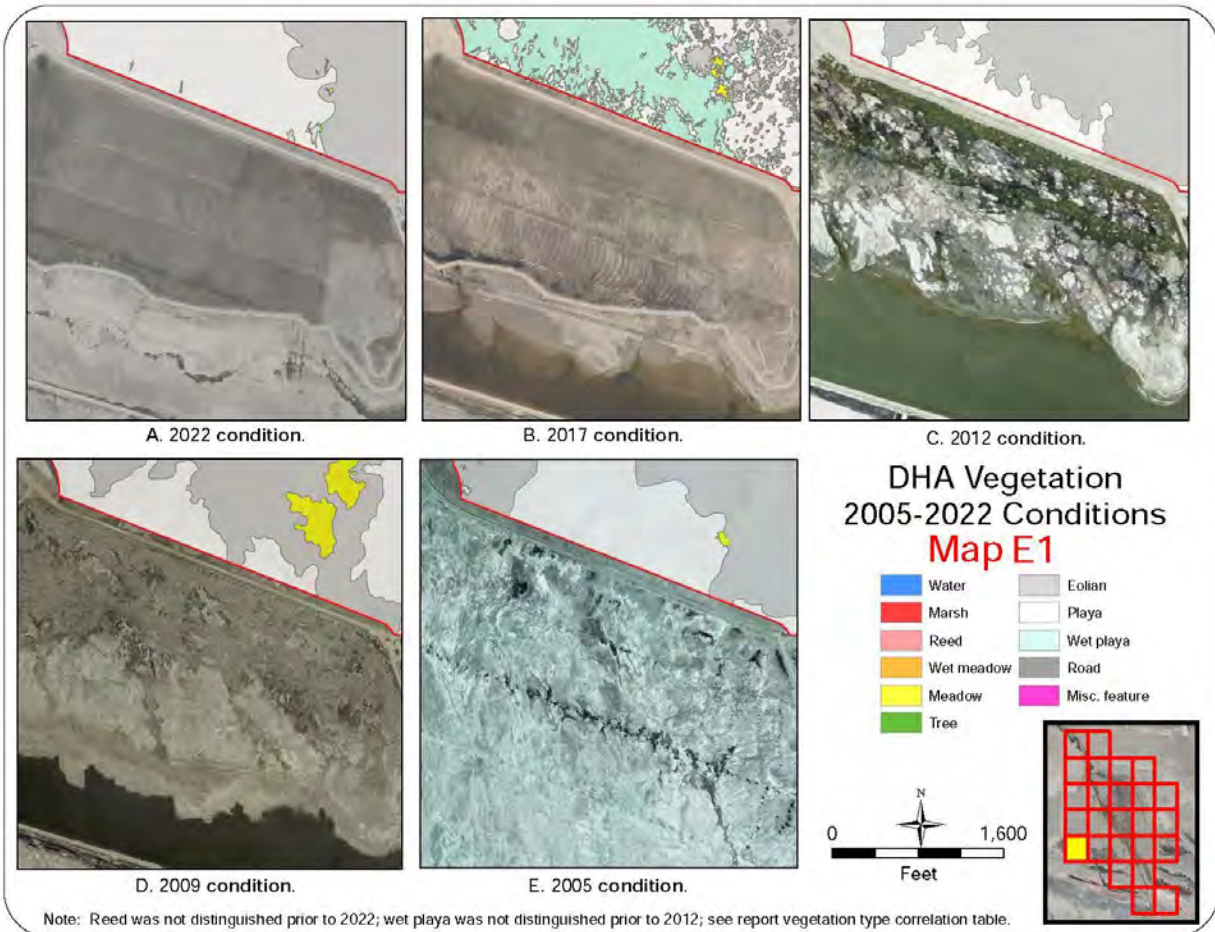 A. 2022 condition.
B. 2017 condition.
C. 2012 condition.
D. 2009 condition.
E. 2005 condition.
DHA Vegetation
2005-2022 Conditions
Map E1
Water
Marsh
Reed
Wet meadow
Meadow
Tree
Eolian
Playa
Wet playa
Road
Misc. feature
N
0 1,600
Feet
Note: Reed was not distinguished prior to 2022; wet playa was not distinguished prior to 2012; see report vegetation type correlation table.